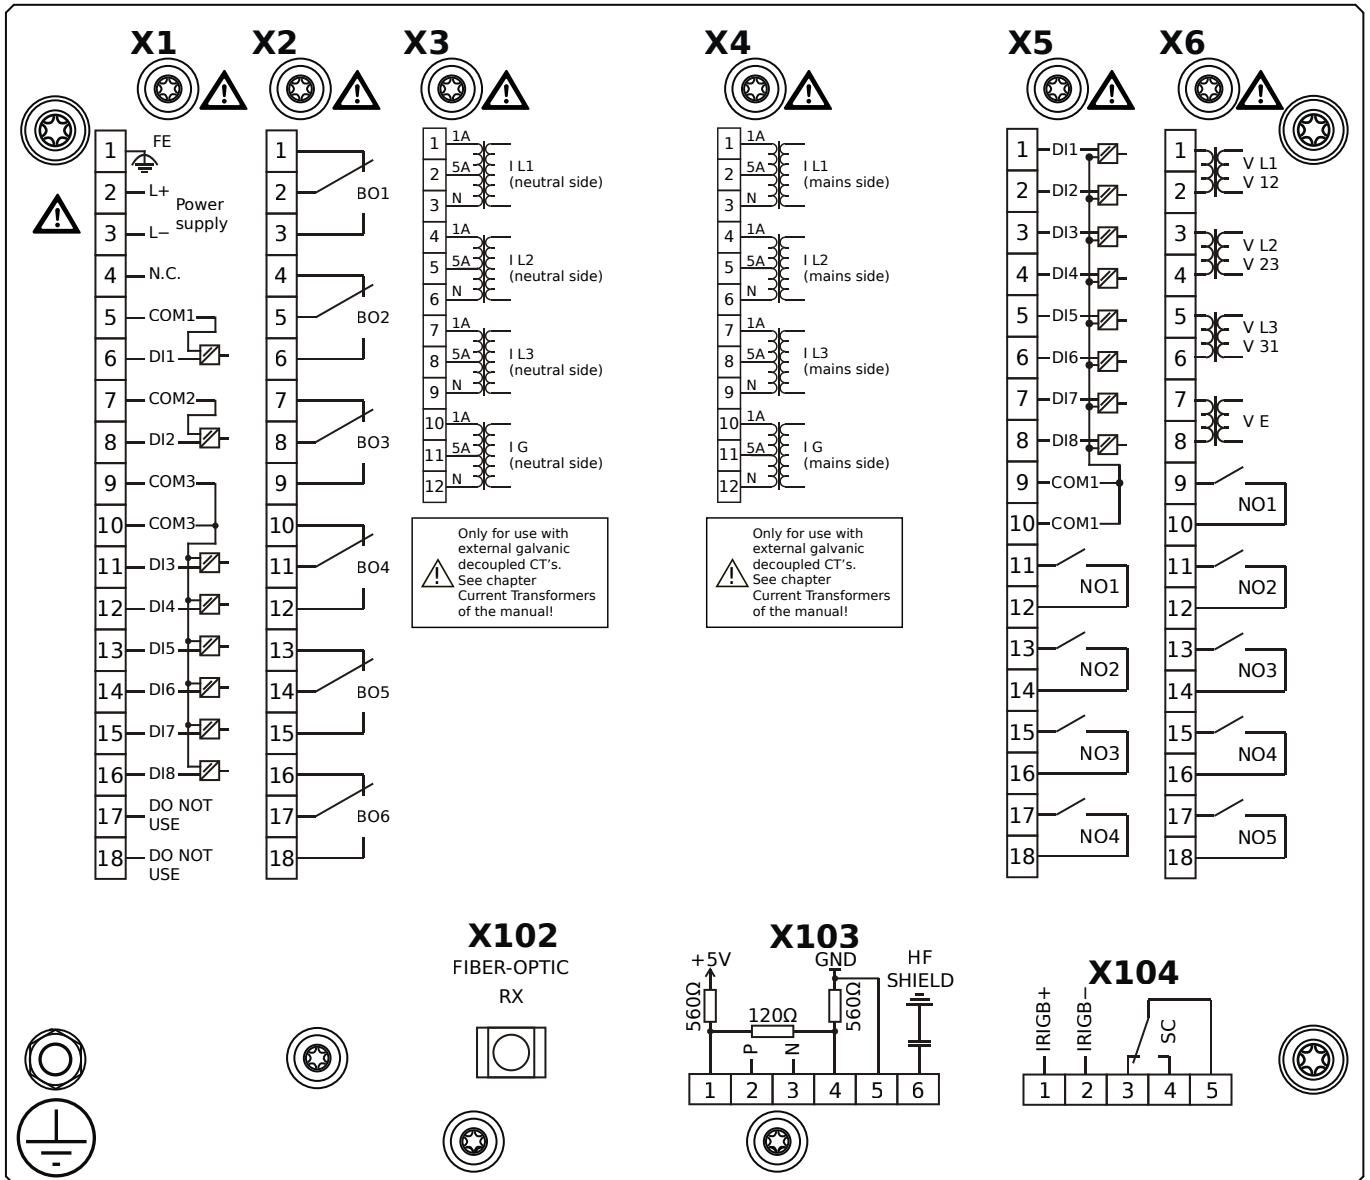 X1
1
FE
2
L+
Power
supply
3
L−
4
N.C.
5
COM1
6
DI1
7
COM2
8
DI2
9
COM3
10
COM3
11
DI3
12
DI4
13
DI5
14
DI6
15
DI7
16
DI8
17
DO NOT
USE
18
DO NOT
USE
X2
1
2
BO1
3
4
5
BO2
6
7
8
BO3
9
10
11
BO4
12
13
14
BO5
15
16
17
BO6
18
X3
1
1A
2
5A
3
N
I L1
(neutral side)
4
1A
5
5A
6
N
I L2
(neutral side)
7
1A
8
5A
9
N
I L3
(neutral side)
10
1A
11
5A
12
N
I G
(neutral side)
Only for use with
external galvanic
decoupled CT’s.
See chapter
Current Transformers
of the manual!
X4
1
1A
2
5A
3
N
I L1
(mains side)
4
1A
5
5A
6
N
I L2
(mains side)
7
1A
8
5A
9
N
I L3
(mains side)
10
1A
11
5A
12
N
I G
(mains side)
Only for use with
external galvanic
decoupled CT’s.
See chapter
Current Transformers
of the manual!
X5
1
DI1
2
DI2
3
DI3
4
DI4
5
DI5
6
DI6
7
DI7
8
DI8
9
COM1
10
COM1
11
NO1
12
13
NO2
14
15
NO3
16
17
NO4
18
X6
1
V L1
2
V 12
3
V L2
4
V 23
5
V L3
6
V 31
7
V E
8
9
NO1
10
11
NO2
12
13
NO3
14
15
NO4
16
17
NO5
18
X102
FIBER-OPTIC
RX
X103
+5V
GND
HF
SHIELD
560Ω
120Ω
560Ω
P
N
1 2 3 4 5 6
X104
IRIGB+
IRIGB−
SC
1 2 3 4 5